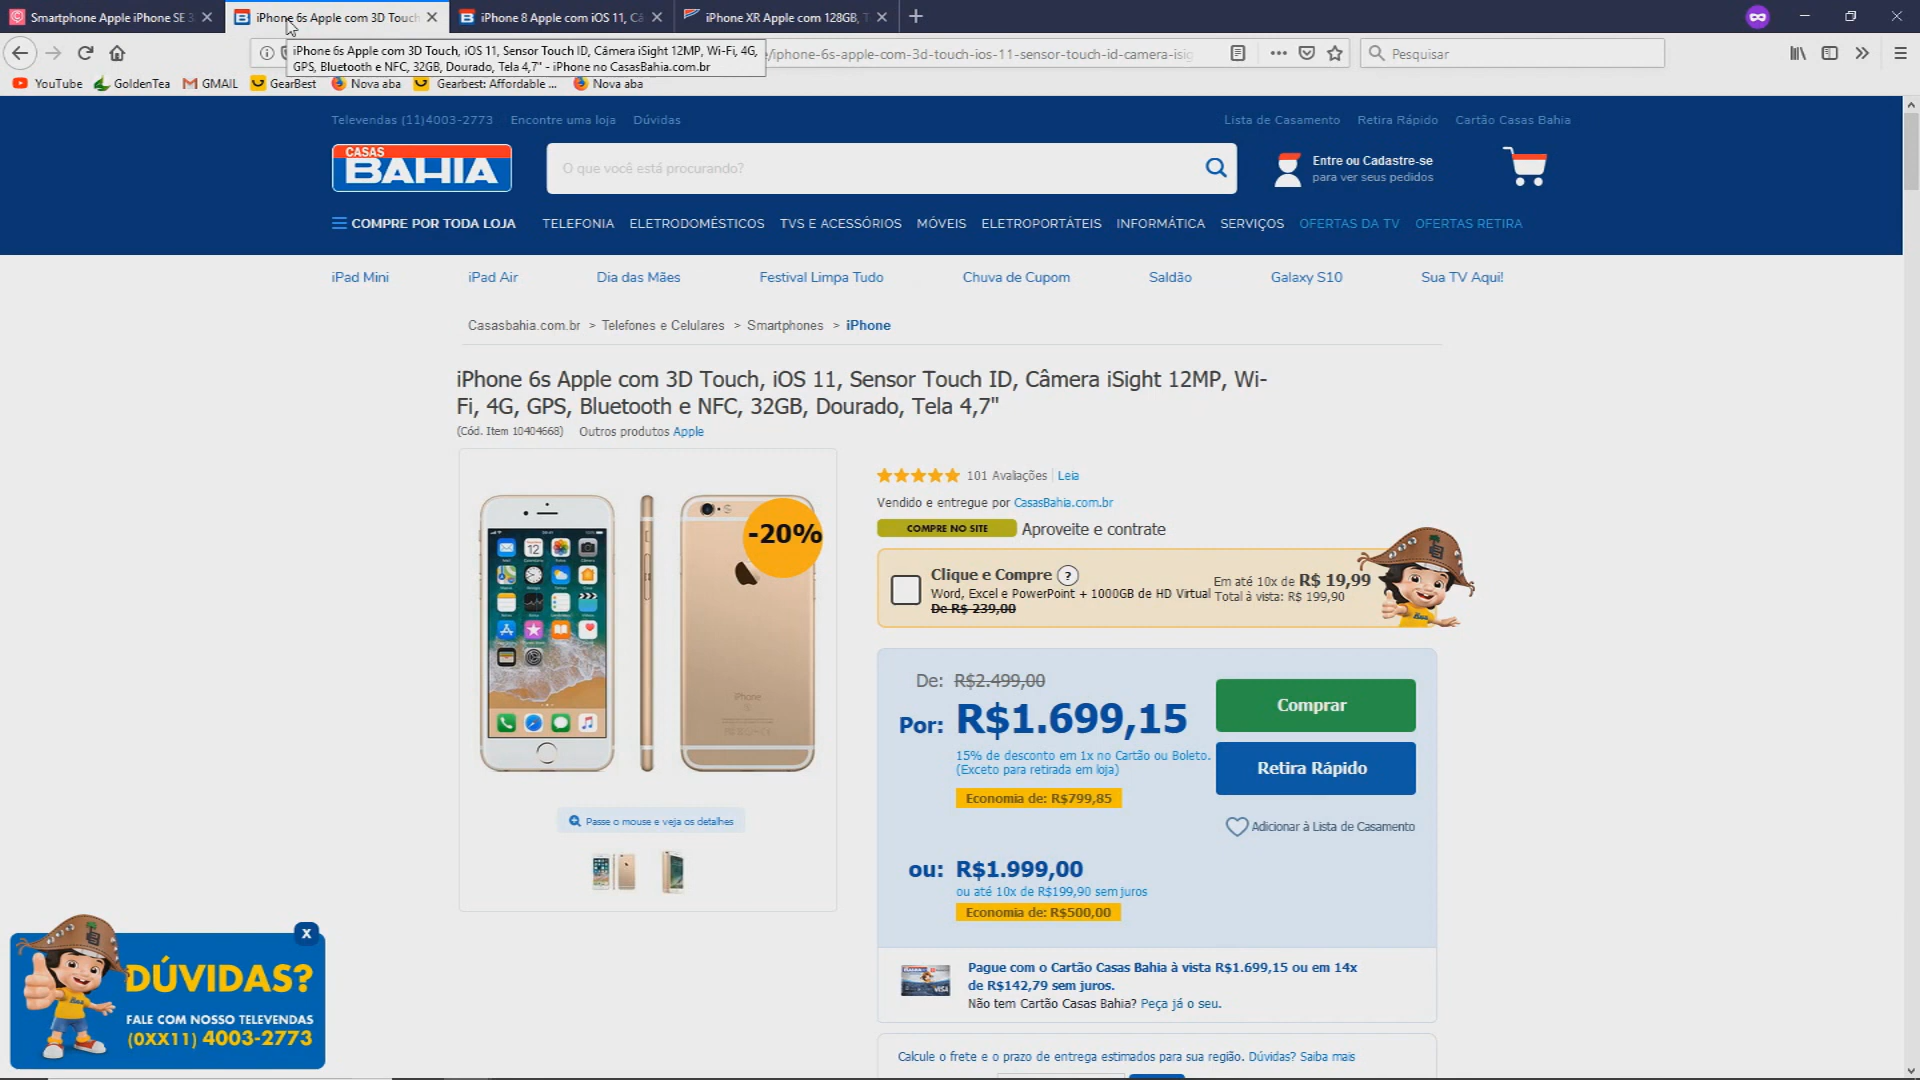 Smartphone Apple iPhone SE 3
iPhone 6s Apple com 3D Touch
iPhone 8 Apple com iOS 11, Câ
iPhone XR Apple com 128GB, T
iPhone 6s Apple com 3D Touch, iOS 11, Sensor Touch ID, Câmera iSight 12MP, Wi-Fi, 4G,
GPS, Bluetooth e NFC, 32GB, Dourado, Tela 4,7" - iPhone no CasasBahia.com.br
/iphone-6s-apple-com-3d-touch-ios-11-sensor-touch-id-camera-isig
Pesquisar
YouTube
GoldenTea
GMAIL
GearBest
Nova aba
Gearbest: Affordable ...
Nova aba
Televendas (11)4003-2773
Encontre uma loja
Dúvidas
Lista de Casamento
Retira Rápido
Cartão Casas Bahia
CASAS
BAHIA
O que você está procurando?
Entre ou Cadastre-se
para ver seus pedidos
COMPRE POR TODA LOJA
TELEFONIA
ELETRODOMÉSTICOS
TVS E ACESSÓRIOS
MÓVEIS
ELETROPORTÁTEIS
INFORMÁTICA
SERVIÇOS
OFERTAS DA TV
OFERTAS RETIRA
iPad Mini
iPad Air
Dia das Mães
Festival Limpa Tudo
Chuva de Cupom
Saldão
Galaxy S10
Sua TV Aqui!
Casasbahia.com.br > Telefones e Celulares > Smartphones > iPhone
iPhone 6s Apple com 3D Touch, iOS 11, Sensor Touch ID, Câmera iSight 12MP, Wi-
Fi, 4G, GPS, Bluetooth e NFC, 32GB, Dourado, Tela 4,7"
(Cód. Item 10404668) Outros produtos Apple
-20%
iPhone
Passe o mouse e veja os detalhes
101 Avaliações | Leia
Vendido e entregue por CasasBahia.com.br
COMPRE NO SITE Aproveite e contrate
Clique e Compre ?
Word, Excel e PowerPoint + 1000GB de HD Virtual
De R$ 239,00
Em até 10x de R$ 19,99
Total à vista: R$ 199,90
De: R$2.499,00
Por: R$1.699,15
15% de desconto em 1x no Cartão ou Boleto.
(Exceto para retirada em loja)
Economia de: R$799,85
Comprar
Retira Rápido
Adicionar à Lista de Casamento
ou: R$1.999,00
ou até 10x de R$199,90 sem juros
Economia de: R$500,00
Pague com o Cartão Casas Bahia à vista R$1.699,15 ou em 14x
de R$142,79 sem juros.
Não tem Cartão Casas Bahia? Peça já o seu.
Calcule o frete e o prazo de entrega estimados para sua região. Dúvidas? Saiba mais
X
DÚVIDAS?
FALE COM NOSSO TELEVENDAS
(0XX11) 4003-2773